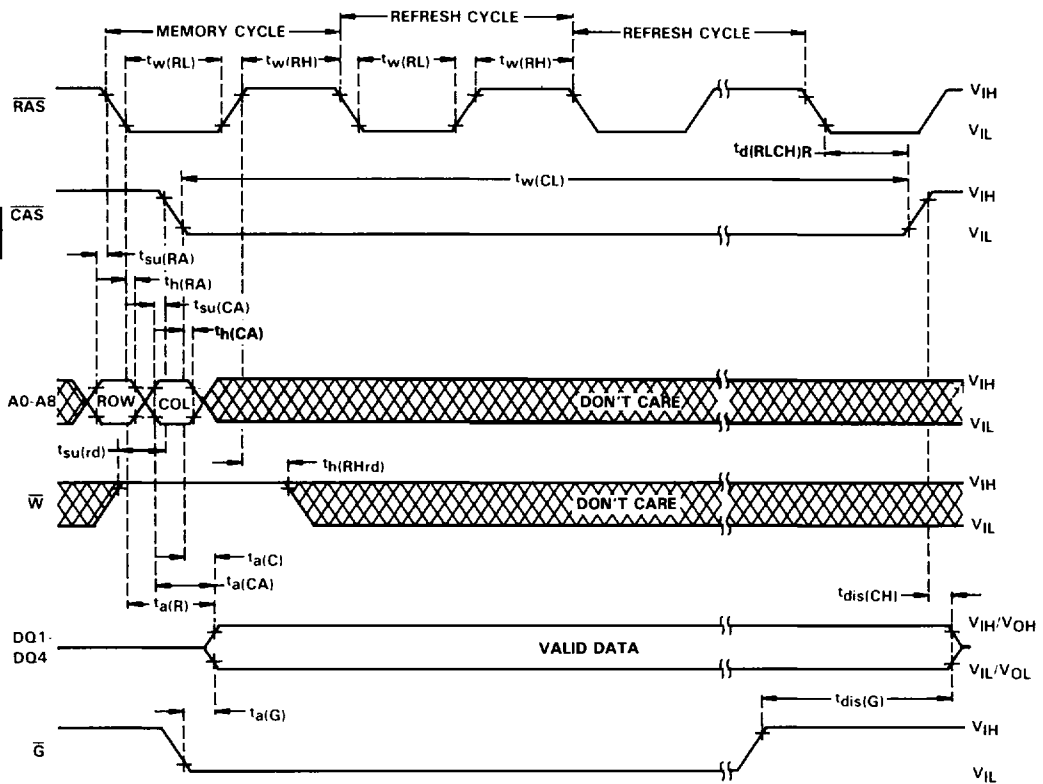 REFRESH CYCLE
MEMORY CYCLE
REFRESH CYCLE
tw(RL)
tw(RH)
tw(RL)
tw(RH)
RAS
VIH
VIL
td(RLCH)R
tw(CL)
CAS
VIH
VIL
tsu(RA)
th(RA)
tsu(CA)
th(CA)
A0-A8
ROW
COL
DON'T CARE
VIH
VIL
tsu(rd)
th(RHrd)
W
DON'T CARE
VIH
VIL
ta(C)
ta(CA)
ta(R)
tdis(CH)
DQ1-
DQ4
VALID DATA
VIH/VOH
VIL/VOL
ta(G)
tdis(G)
G
VIH
VIL